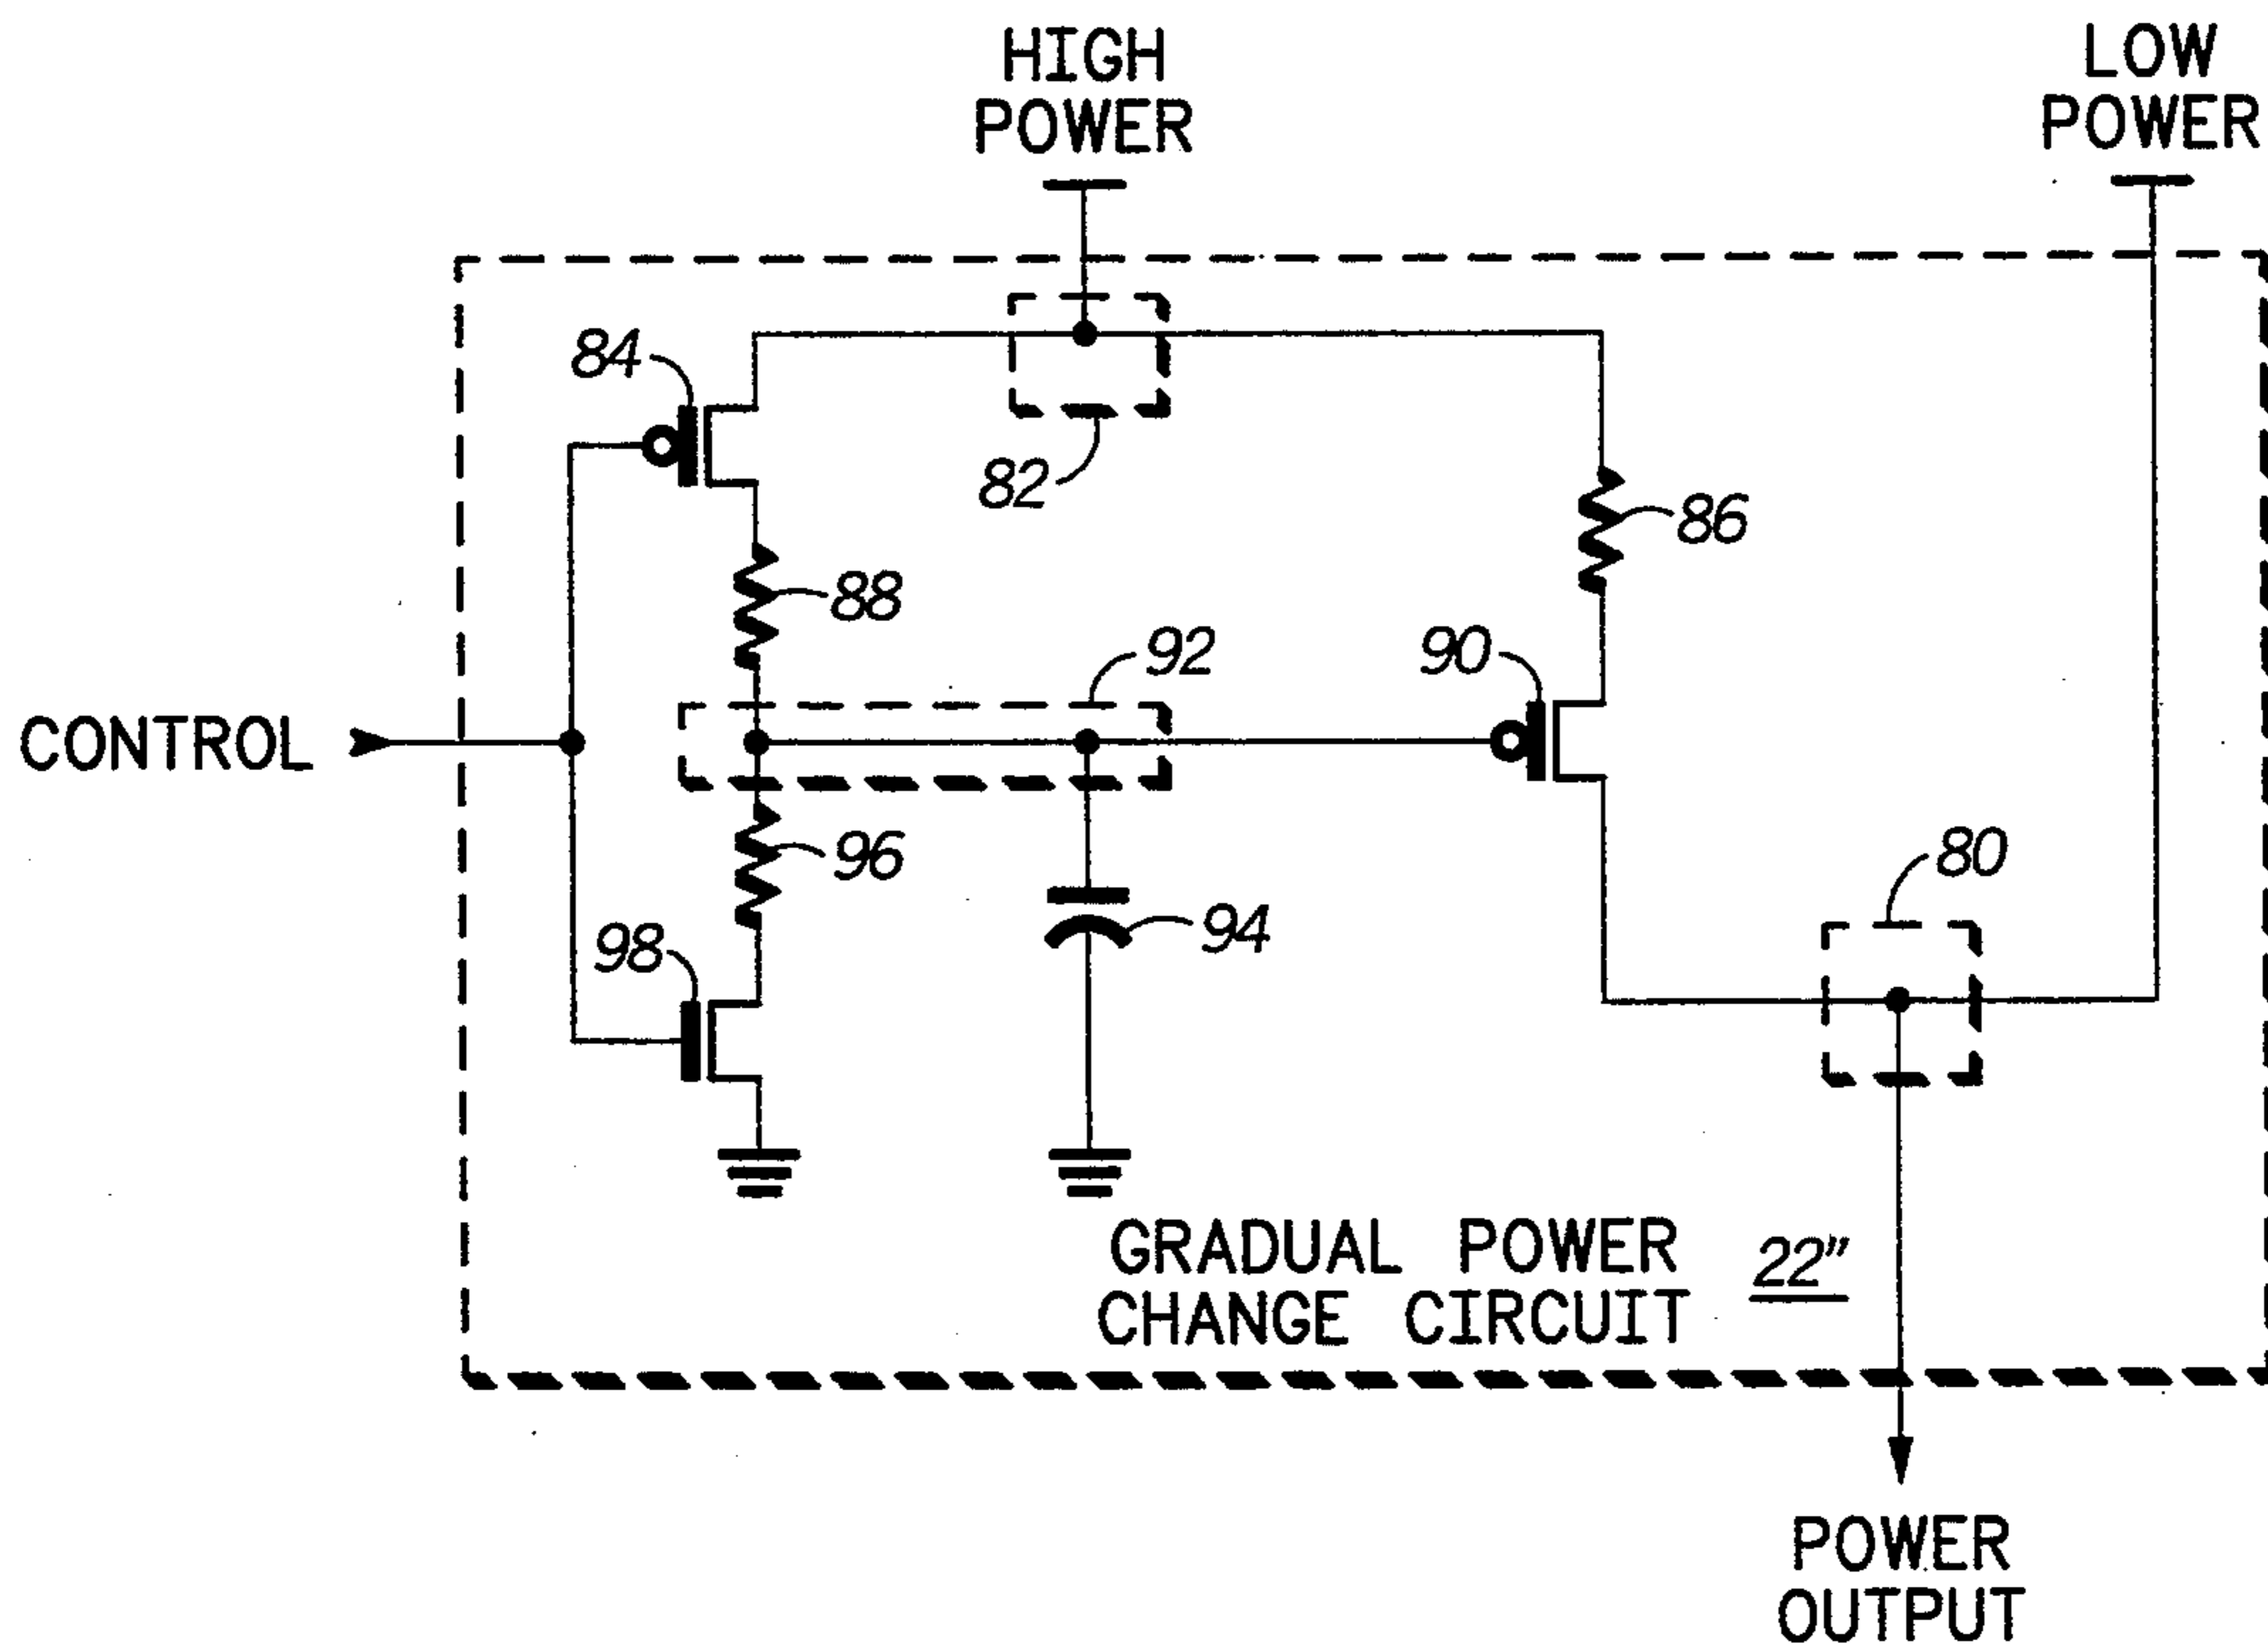 HIGH
POWER
LOW
POWER
84
82
86
88
92
90
CONTROL
96
80
98
94
GRADUAL POWER
CHANGE CIRCUIT
22"
POWER
OUTPUT